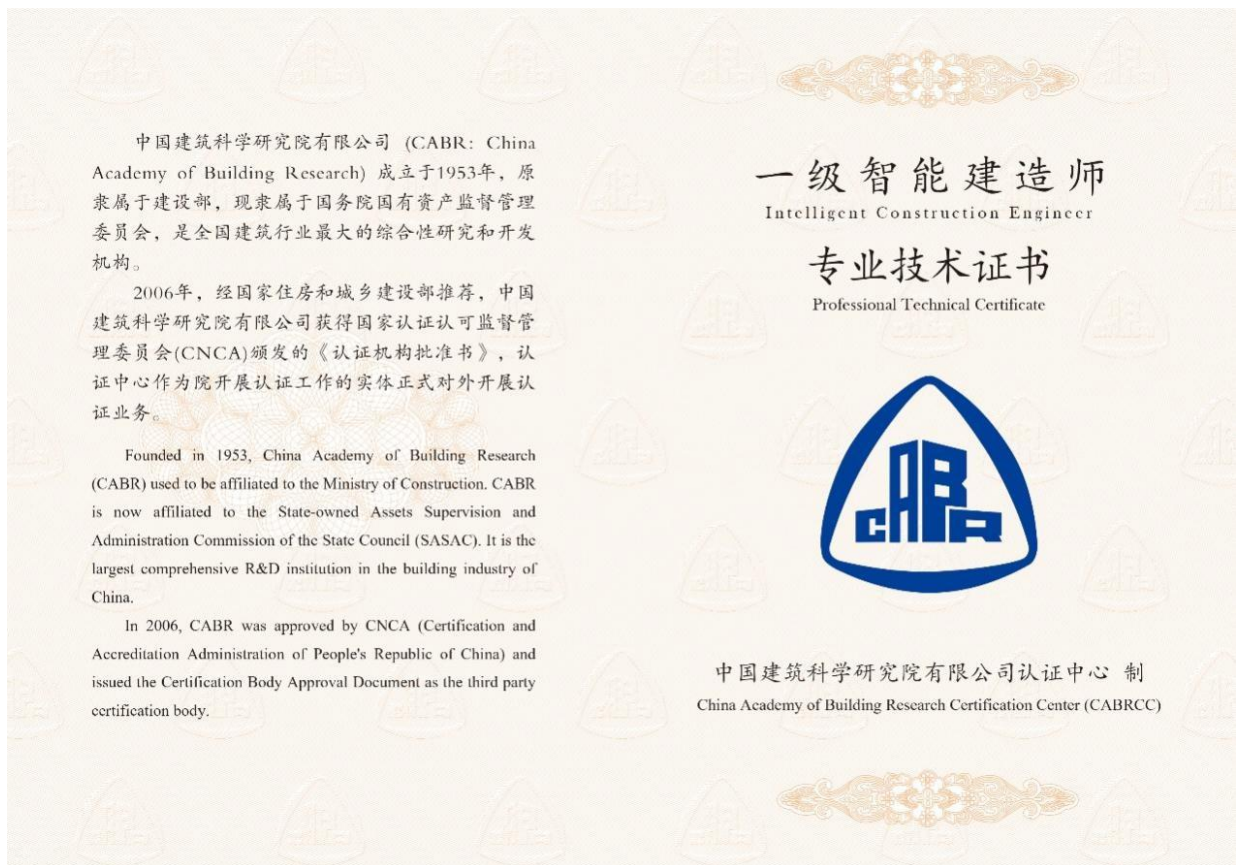 中国建筑科学研究院有限公司 (CABR: China
Academy of Building Research) 成立于1953年，原
隶属于建设部，现隶属于国务院国有资产监督管理
委员会，是全国建筑行业最大的综合性研究和开发
机构。
2006年，经国家住房和城乡建设部推荐，中国
建筑科学研究院有限公司获得国家认证认可监督管
理委员会(CNCA)颁发的《认证机构批准书》，认
证中心作为院开展认证工作的实体正式对外开展认
证业务。
Founded in 1953, China Academy of Building Research
(CABR) used to be affiliated to the Ministry of Construction. CABR
is now affiliated to the State-owned Assets Supervision and
Administration Commission of the State Council (SASAC). It is the
largest comprehensive R&D institution in the building industry of
China.
In 2006, CABR was approved by CNCA (Certification and
Accreditation Administration of People's Republic of China) and
issued the Certification Body Approval Document as the third party
certification body.
一级智能建造师
Intelligent Construction Engineer
专业技术证书
Professional Technical Certificate
CABR
中国建筑科学研究院有限公司认证中心 制
China Academy of Building Research Certification Center (CABRCC)